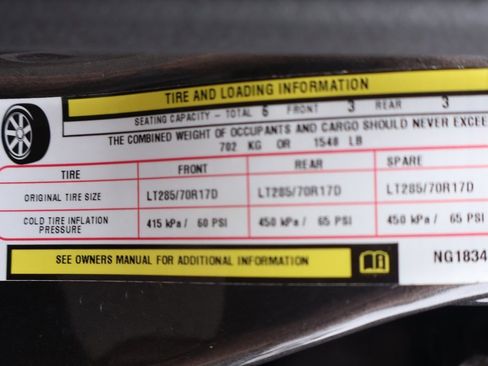 TIRE AND LOADING INFORMATION
SEATING CAPACITY - TOTAL 6 FRONT 3 REAR 3
THE COMBINED WEIGHT OF OCCUPANTS AND CARGO SHOULD NEVER EXCEE
702 KG OR 1548 LB
TIRE FRONT REAR SPARE
ORIGINAL TIRE SIZE LT285/70R17D LT285/70R17D LT285/70R17D
COLD TIRE INFLATION PRESSURE 415 kPa / 60 PSI 450 kPa / 65 PSI 450 kPa / 65 PSI
SEE OWNERS MANUAL FOR ADDITIONAL INFORMATION
NG1834